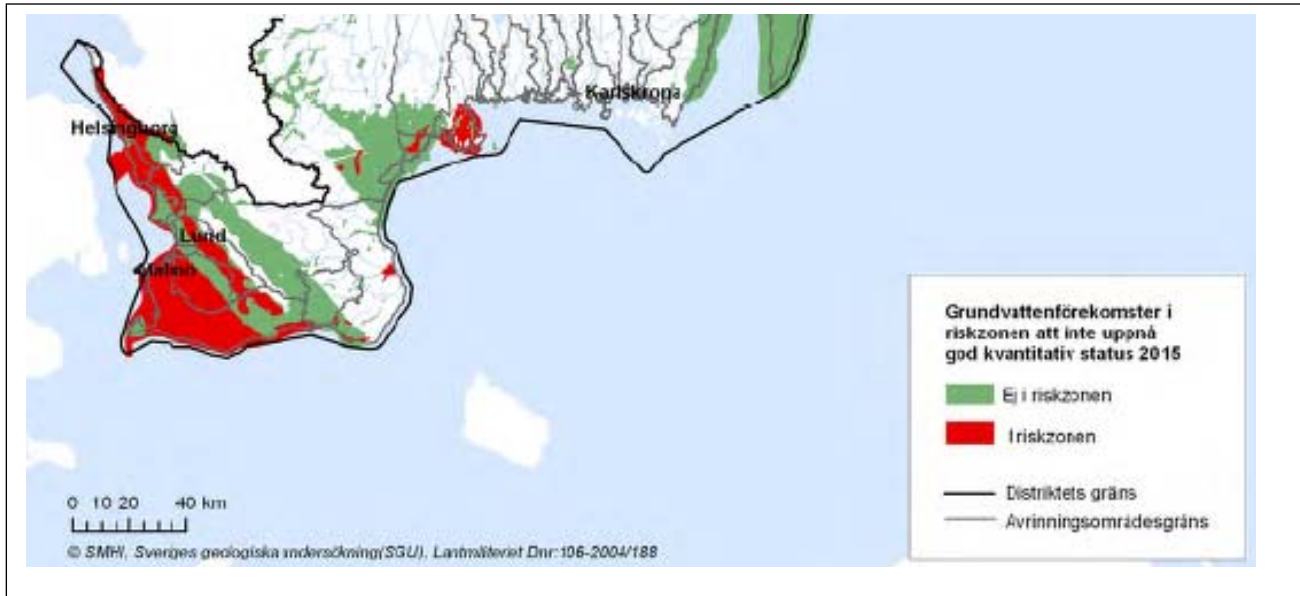 Karlskrona
Helsingborg
Lund
Malmö
Grundvattenförekomster i
riskzonen att inte uppnå
god kvantitativ status 2015
Ej i riskzonen
I riskzonen
Distriktets gräns
Avrinningsområdesgräns
0 10 20 40 km
© SMHI, Sveriges geologiska undersökning(SGU), Lantmäteriet Dnr:106-2004/188